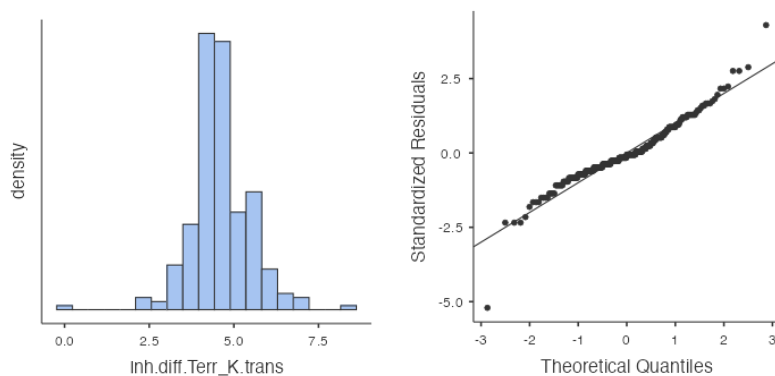 density
0.0 2.5 5.0 7.5
Inh.diff.Terr_K.trans
Standardized Residuals
2.5
0.0
-2.5
-5.0
-3 -2 -1 0 1 2 3
Theoretical Quantiles